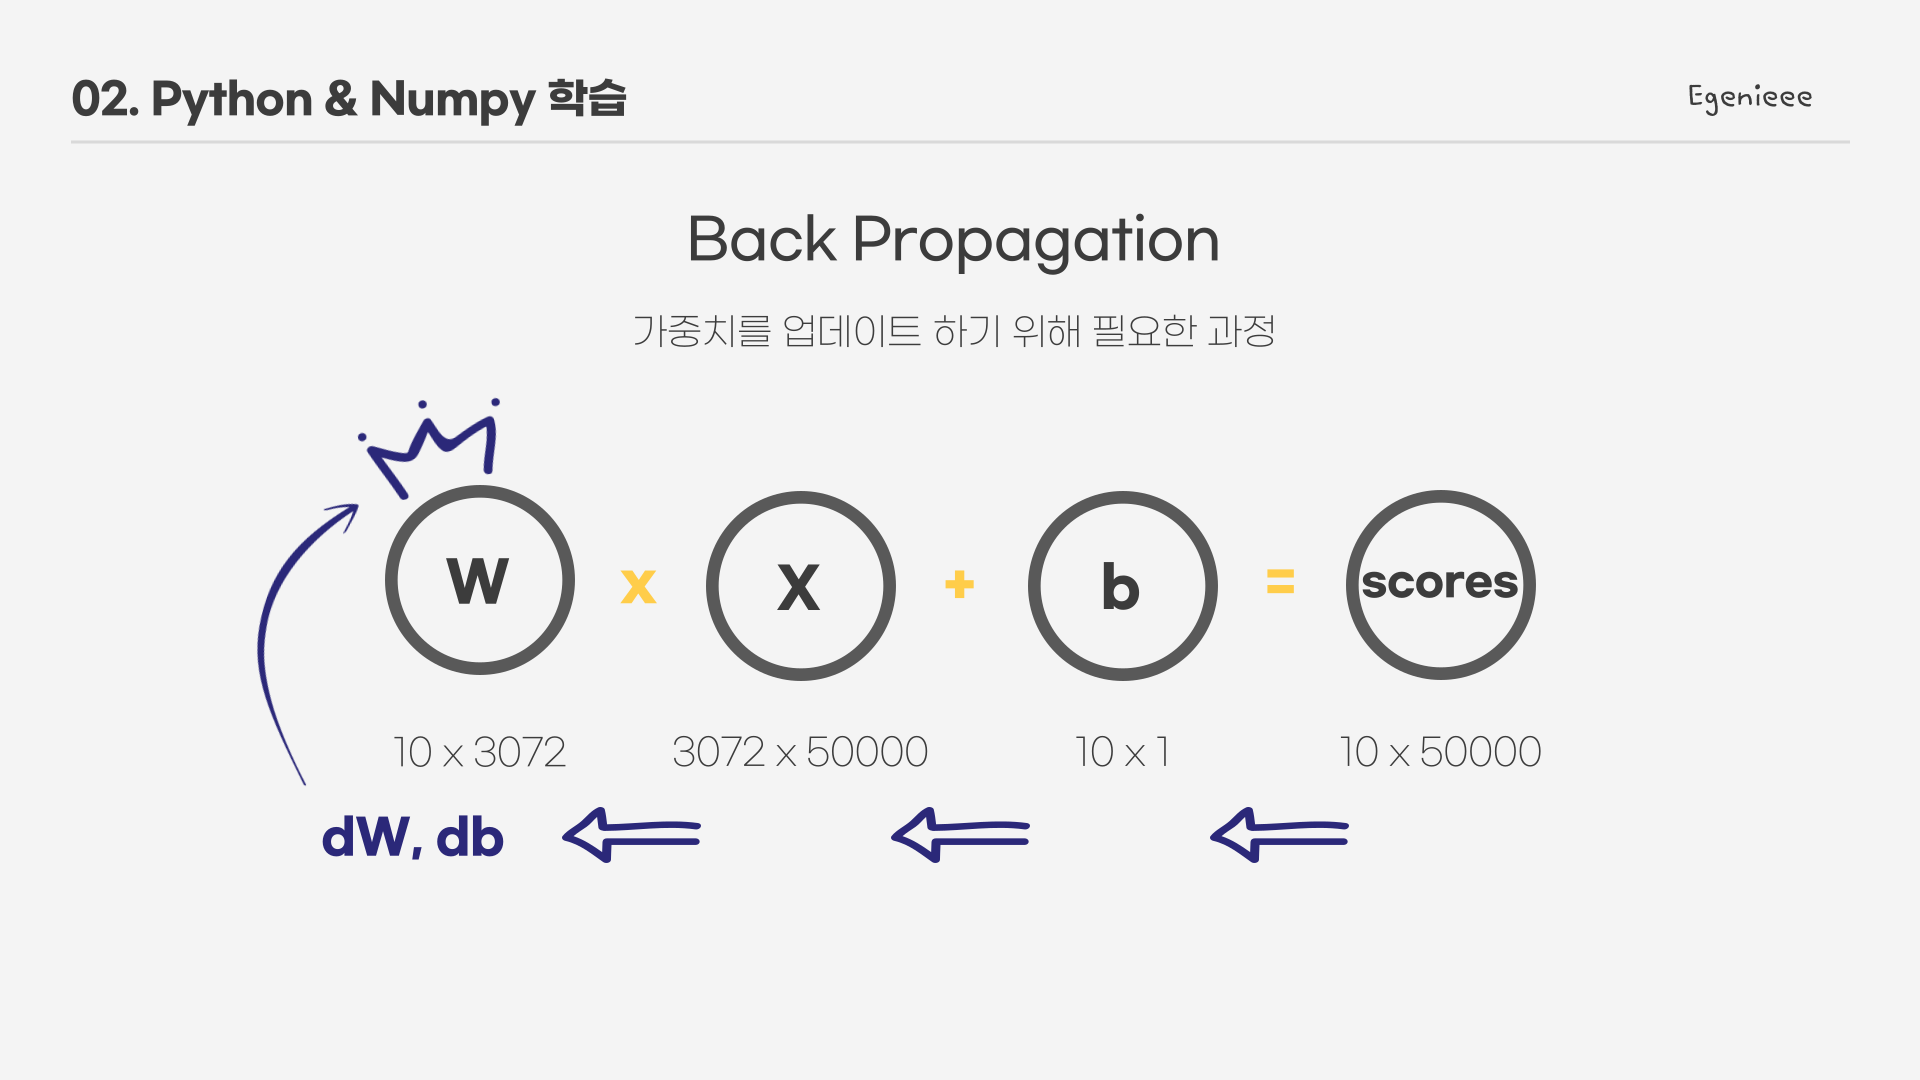 02. Python & Numpy 학습
Egenieee
Back Propagation
가중치를 업데이트 하기 위해 필요한 과정
W x X + b = scores
10 x 3072 3072 x 50000 10 x 1 10 x 50000
dW, db